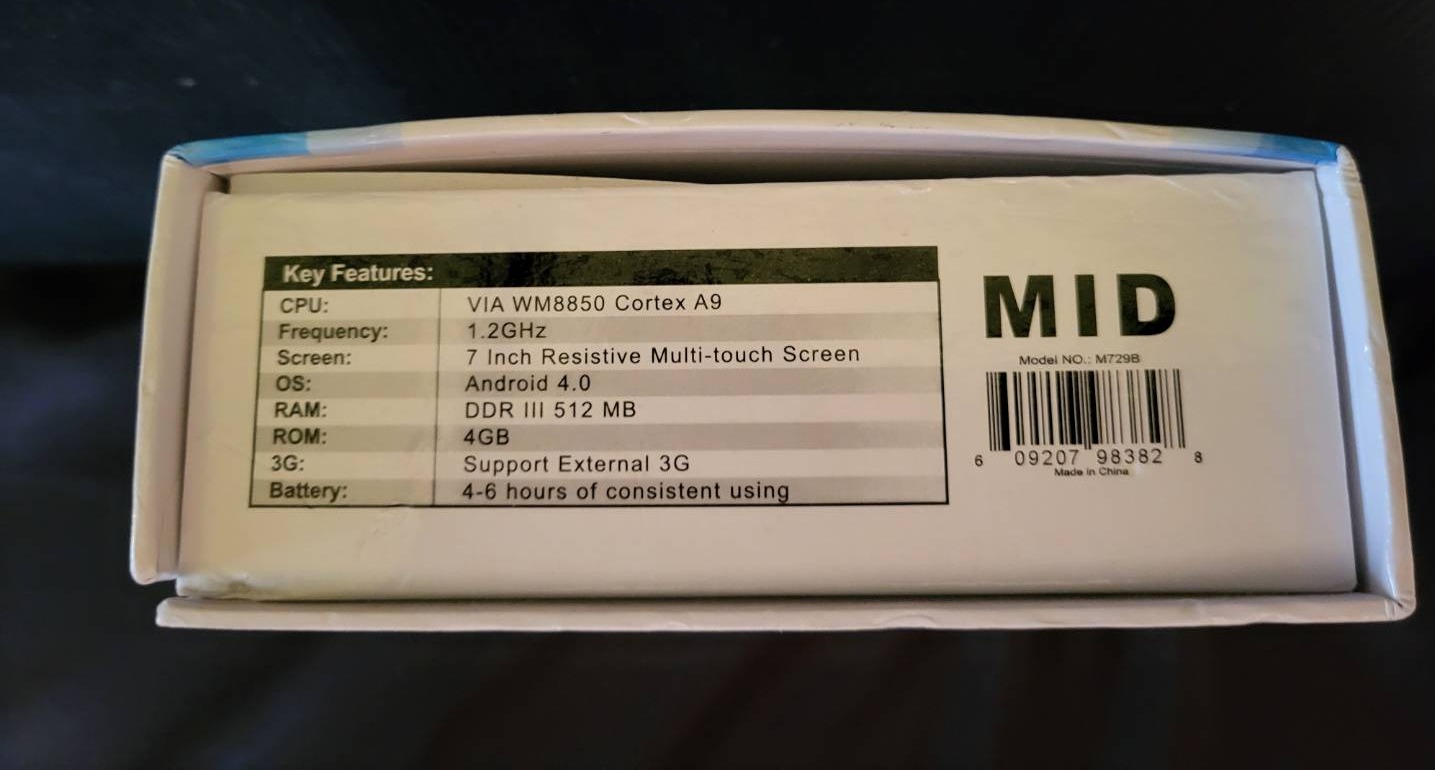 Key Features:
CPU: VIA WM8850 Cortex A9
Frequency: 1.2GHz
Screen: 7 Inch Resistive Multi-touch Screen
OS: Android 4.0
RAM: DDR III 512 MB
ROM: 4GB
3G: Support External 3G
Battery: 4-6 hours of consistent using
MID
Model NO.: M729B
6 09207 98382 8
Made in China